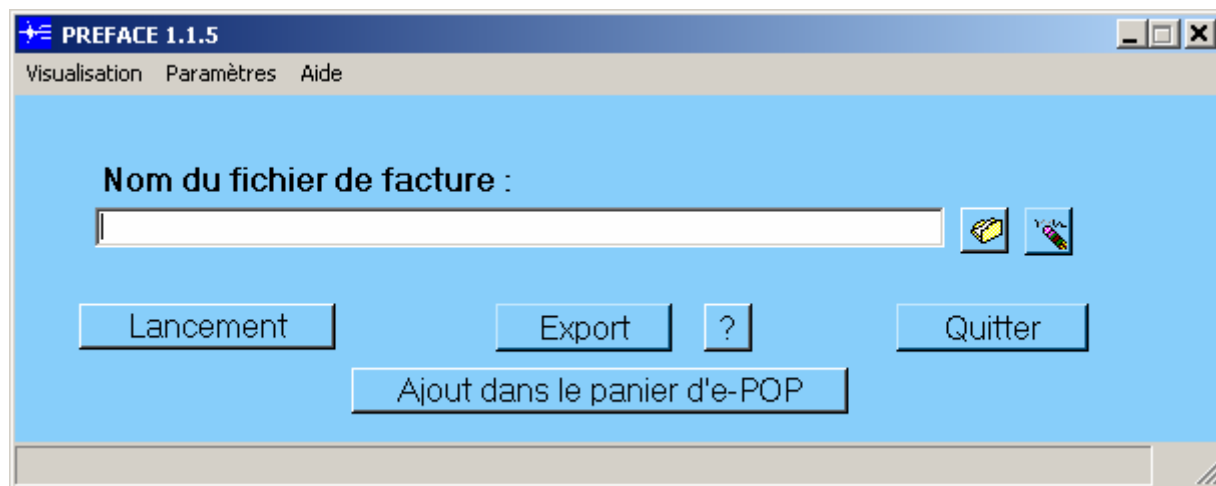 PREFACE 1.1.5
Visualisation Paramètres Aide
Nom du fichier de facture :
Lancement Export ? Quitter
Ajout dans le panier d'e-POP